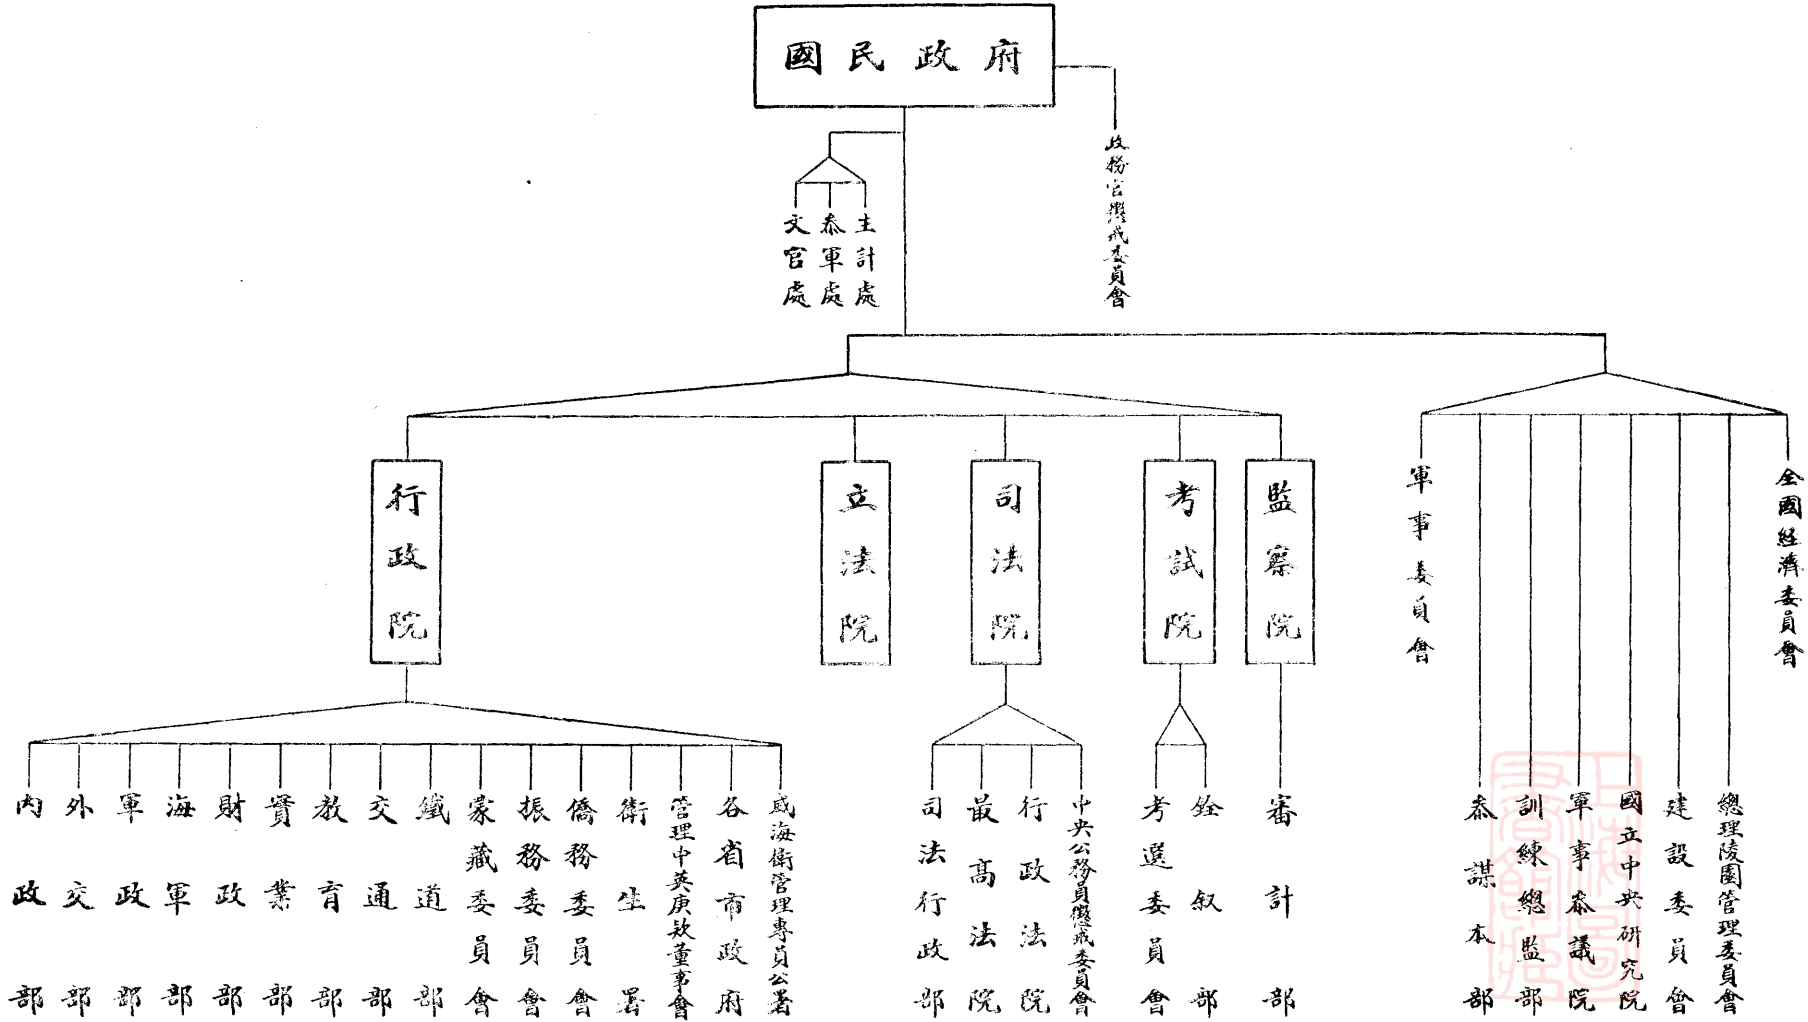 國民政府
政務官懲戒委員會
文官處
叅軍處
主計處
行政院
立法院
司法院
考試院
監察院
軍事委員會
全國經濟委員會
內政部
外交部
軍政部
海軍部
財政部
實業部
教育部
交通部
鐵道部
蒙藏委員會
振務委員會
僑務委員會
衛生署
管理中英庚欵董事會
各省市政府
威海衛管理專員公署
司法行政部
最高法院
行政法院
中央公務員懲戒委員會
考選委員會
銓叙部
審計部
叅謀本部
訓練總監部
軍事叅議院
國立中央研究院
建設委員會
總理陵園管理委員會